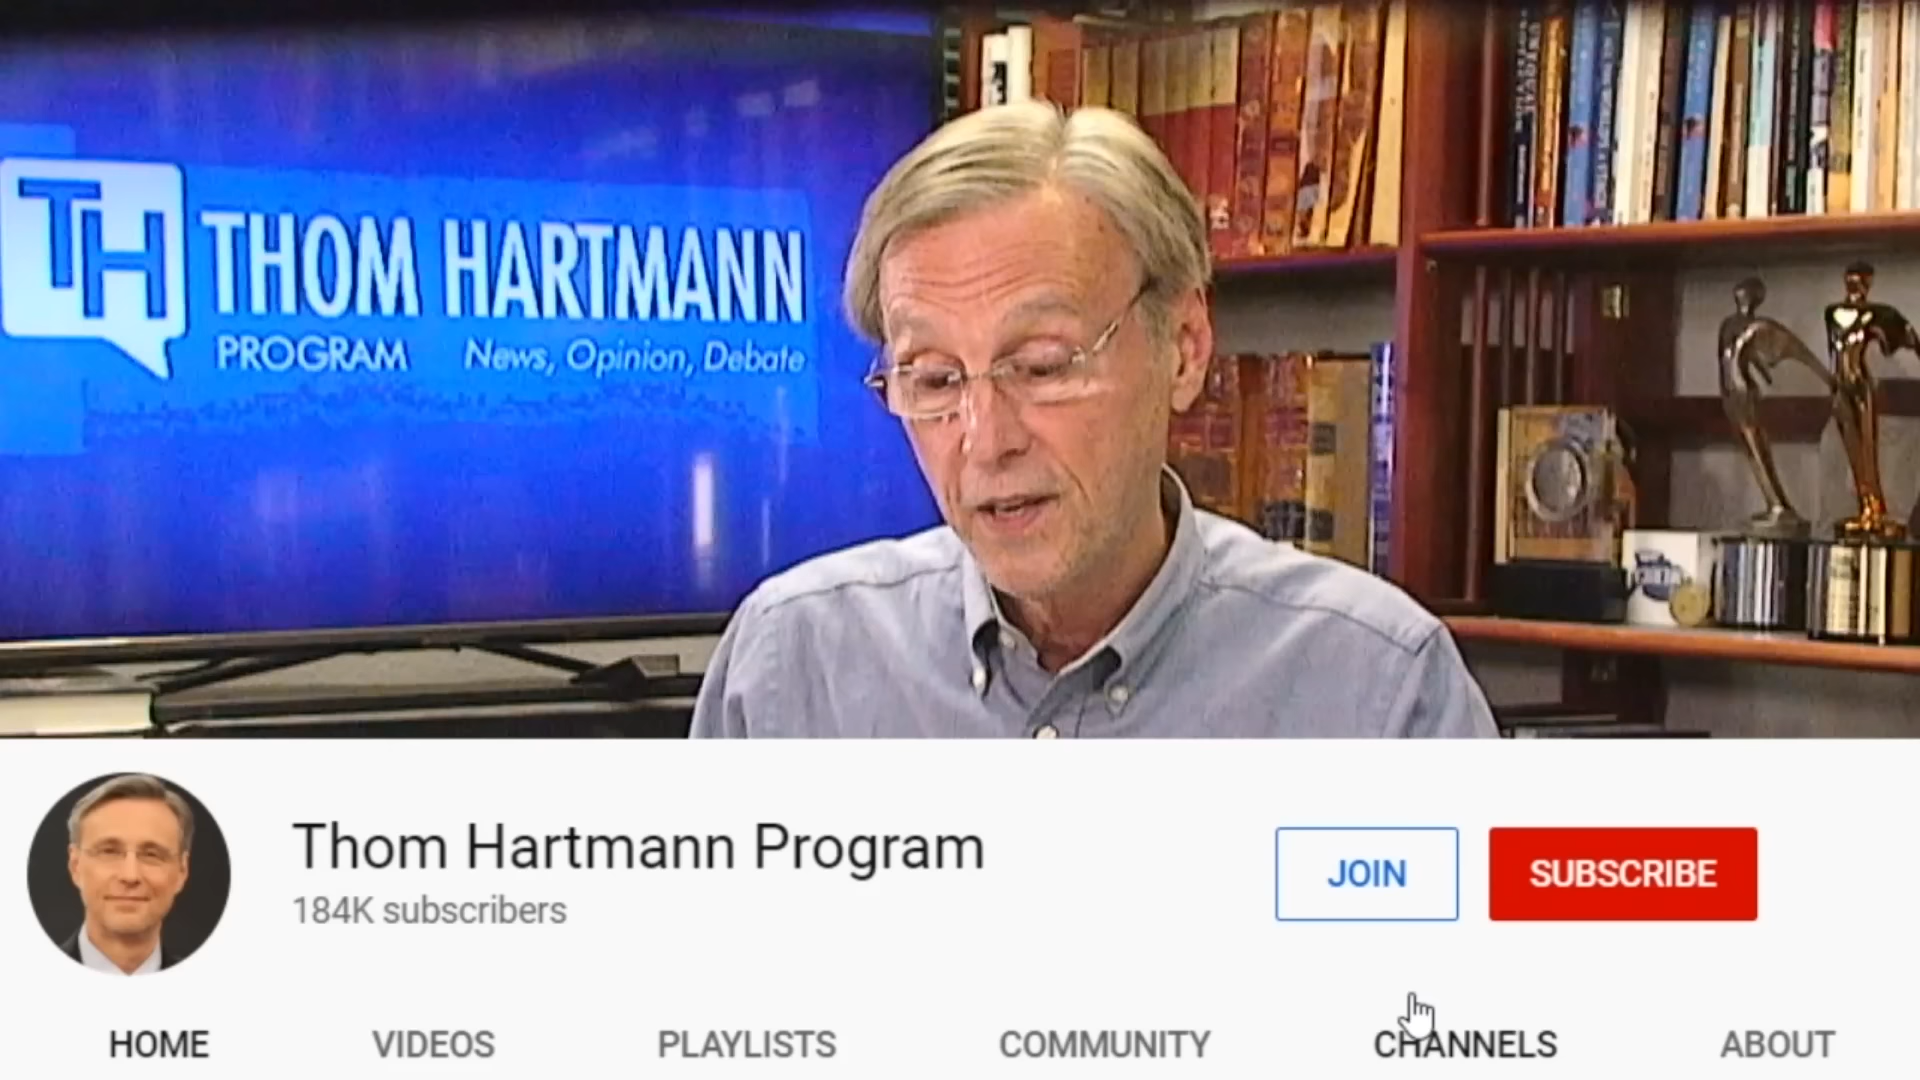 TH THOM HARTMANN
PROGRAM News, Opinion, Debate
Thom Hartmann Program
184K subscribers
JOIN
SUBSCRIBE
HOME VIDEOS PLAYLISTS COMMUNITY CHANNELS ABOUT